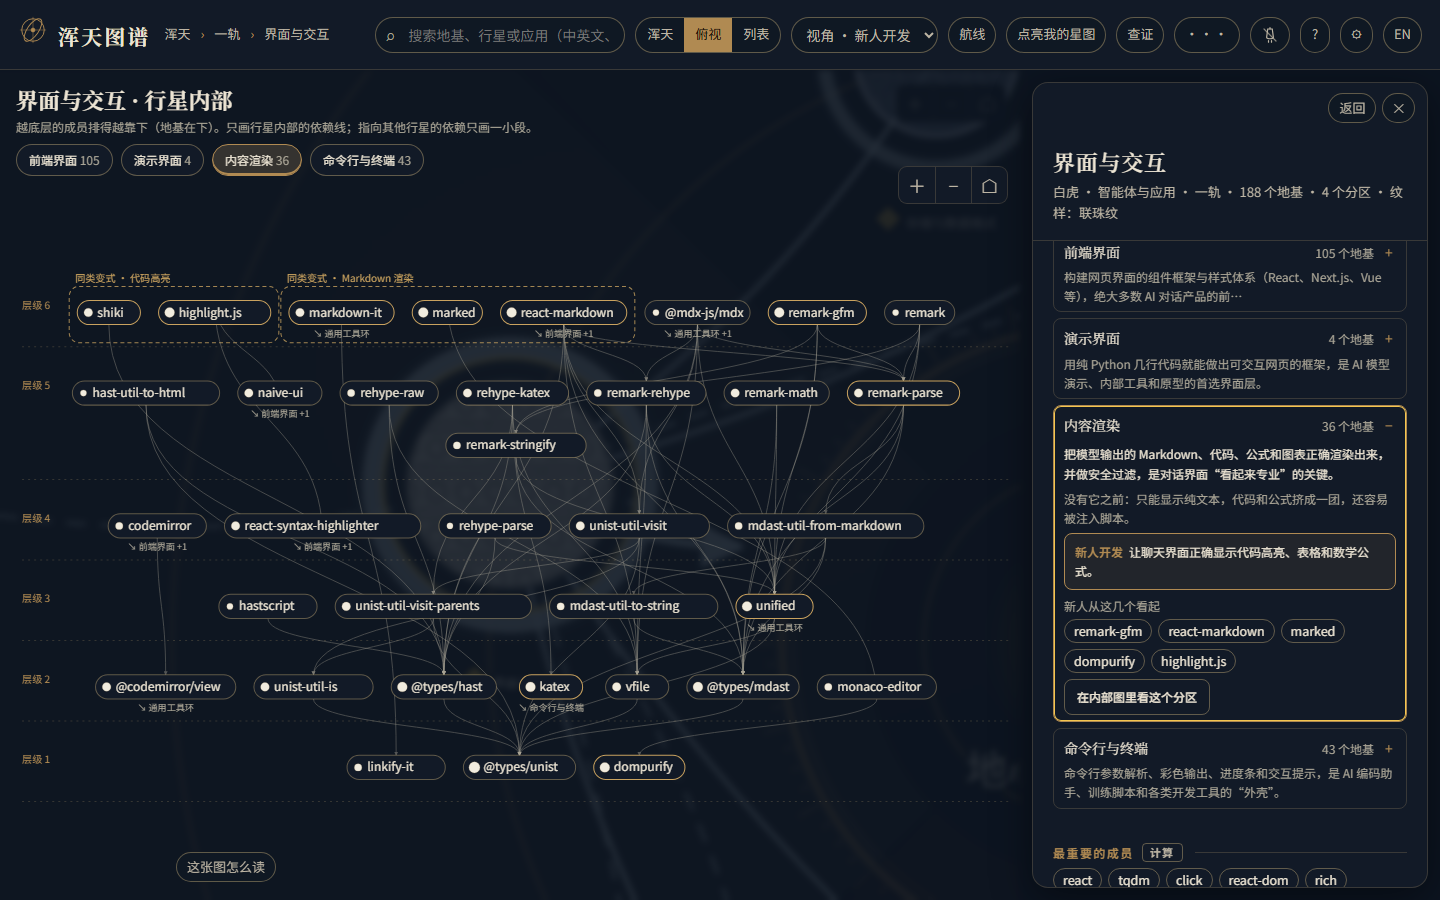 浑天图谱
浑天 › 一轨 › 界面与交互
搜索地基、行星或应用（中英文、
浑天 俯视 列表
视角 · 新人开发
航线
点亮我的星图
查证
· · ·
?
EN
界面与交互 · 行星内部
越底层的成员排得越靠下（地基在下）。只画行星内部的依赖线；指向其他行星的依赖只画一小段。
前端界面 105
演示界面 4
内容渲染 36
命令行与终端 43
+ −
同类变式 · 代码高亮
同类变式 · Markdown 渲染
层级 6
shiki
highlight.js
markdown-it
marked
react-markdown
@mdx-js/mdx
remark-gfm
remark
↘ 通用工具环
↘ 前端界面 +1
↘ 通用工具环 +1
层级 5
hast-util-to-html
naive-ui
rehype-raw
rehype-katex
remark-rehype
remark-math
remark-parse
↘ 前端界面 +1
remark-stringify
层级 4
codemirror
react-syntax-highlighter
rehype-parse
unist-util-visit
mdast-util-from-markdown
↘ 前端界面 +1
↘ 前端界面 +1
层级 3
hastscript
unist-util-visit-parents
mdast-util-to-string
unified
↘ 通用工具环
层级 2
@codemirror/view
unist-util-is
@types/hast
katex
vfile
@types/mdast
monaco-editor
↘ 通用工具环
↘ 命令行与终端
层级 1
linkify-it
@types/unist
dompurify
这张图怎么读
返回
×
界面与交互
白虎 · 智能体与应用 · 一轨 · 188 个地基 · 4 个分区 · 纹
样：联珠纹
前端界面 105 个地基 +
构建网页界面的组件框架与样式体系（React、Next.js、Vue
等），绝大多数 AI 对话产品的前…
演示界面 4 个地基 +
用纯 Python 几行代码就能做出可交互网页的框架，是 AI 模型
演示、内部工具和原型的首选界面层。
内容渲染 36 个地基 −
把模型输出的 Markdown、代码、公式和图表正确渲染出来，
并做安全过滤，是对话界面“看起来专业”的关键。
没有它之前：只能显示纯文本，代码和公式挤成一团，还容易
被注入脚本。
新人开发 让聊天界面正确显示代码高亮、表格和数学公
式。
新人从这几个看起
remark-gfm
react-markdown
marked
dompurify
highlight.js
在内部图里看这个分区
命令行与终端 43 个地基 +
命令行参数解析、彩色输出、进度条和交互提示，是 AI 编码助
手、训练脚本和各类开发工具的“外壳”。
最重要的成员 计算
react
tqdm
click
react-dom
rich